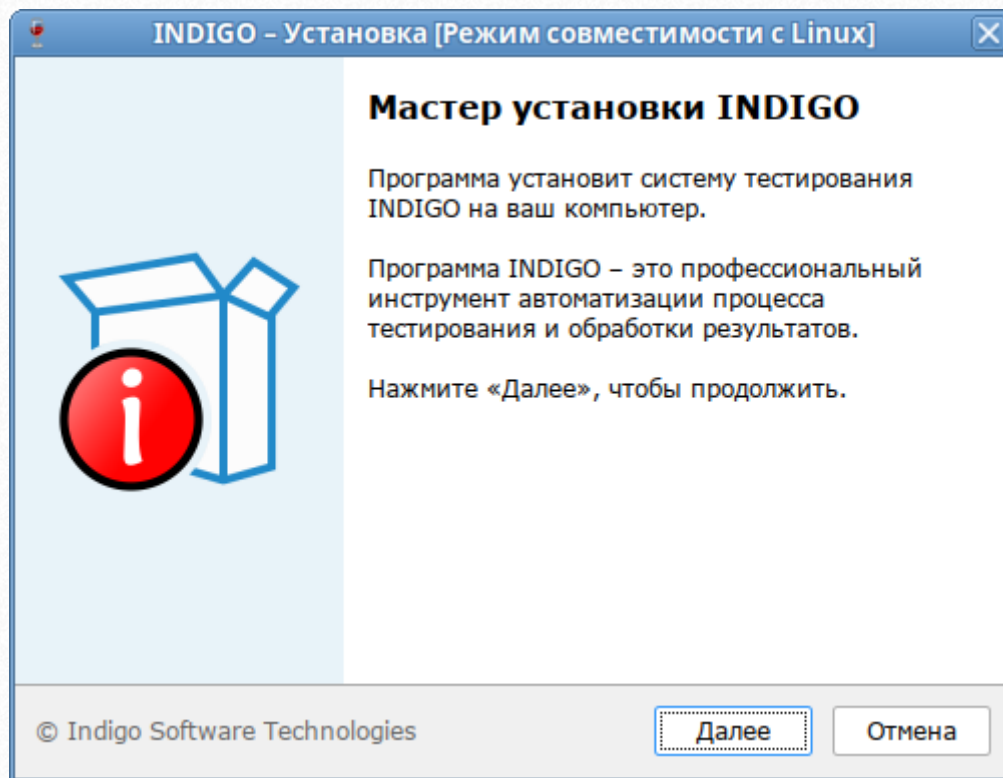 INDIGO – Установка [Режим совместимости с Linux]
Мастер установки INDIGO
Программа установит систему тестирования
INDIGO на ваш компьютер.
Программа INDIGO – это профессиональный
инструмент автоматизации процесса
тестирования и обработки результатов.
Нажмите «Далее», чтобы продолжить.
i
© Indigo Software Technologies
Далее
Отмена